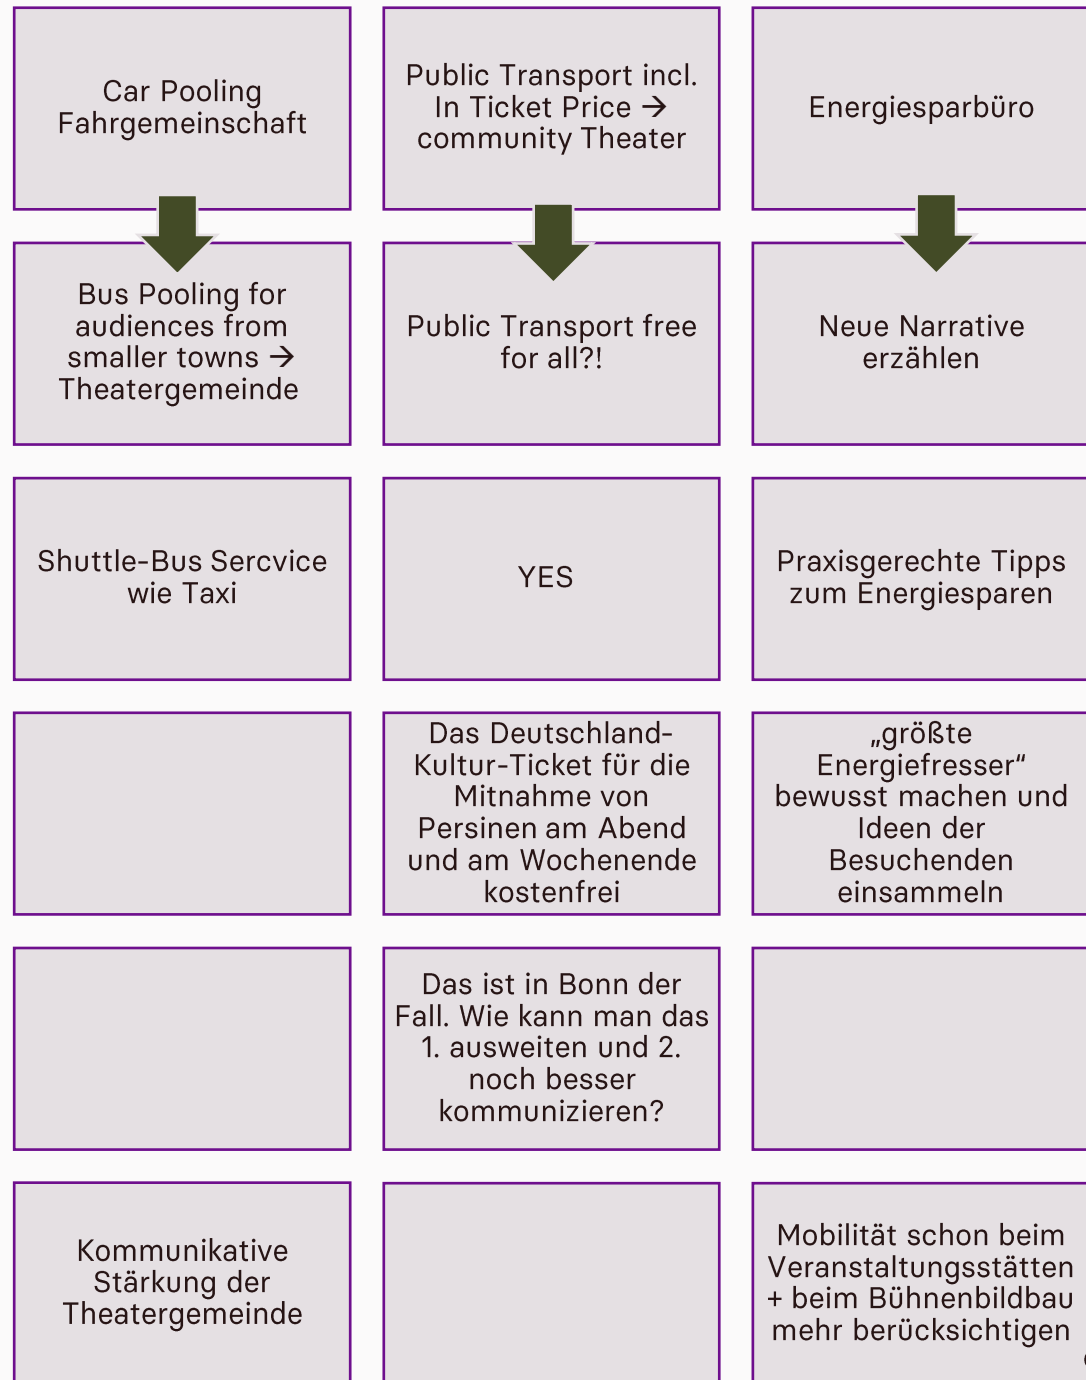 Car Pooling
Fahrgemeinschaft
Public Transport incl.
In Ticket Price →
community Theater
Energiesparbüro
Bus Pooling for
audiences from
smaller towns →
Theatergemeinde
Public Transport free
for all?!
Neue Narrative
erzählen
Shuttle-Bus Sercvice
wie Taxi
YES
Praxisgerechte Tipps
zum Energiesparen
Das Deutschland-
Kultur-Ticket für die
Mitnahme von
Persinen am Abend
und am Wochenende
kostenfrei
„größte
Energiefresser“
bewusst machen und
Ideen der
Besuchenden
einsammeln
Das ist in Bonn der
Fall. Wie kann man das
1. ausweiten und 2.
noch besser
kommunizieren?
Kommunikative
Stärkung der
Theatergemeinde
Mobilität schon beim
Veranstaltungsstätten
+ beim Bühnenbildbau
mehr berücksichtigen